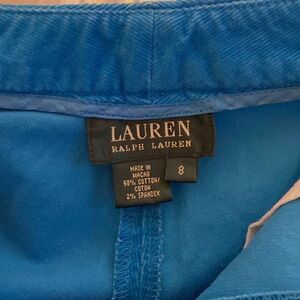 LAUREN
RALPH LAUREN
MADE IN
MACAU
98% COTTON/
COTON
2% SPANDEX
8